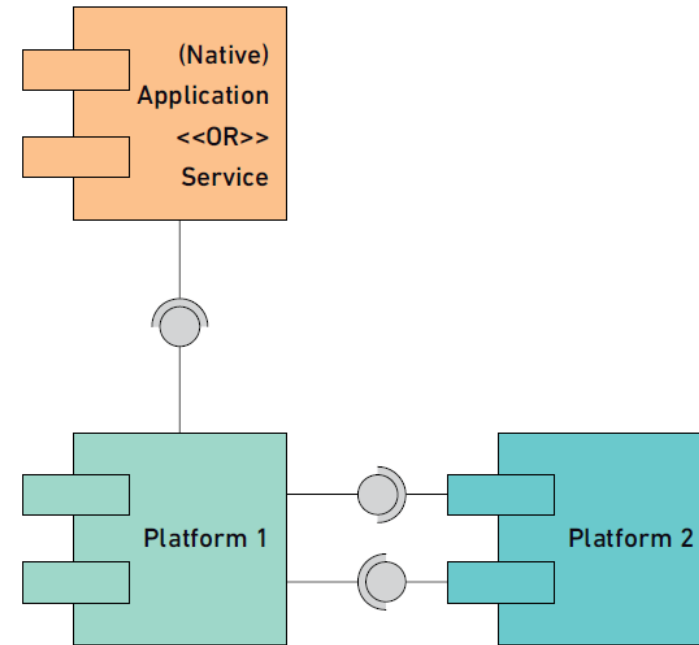 (Native)
Application
<<OR>>
Service
Platform 1
Platform 2